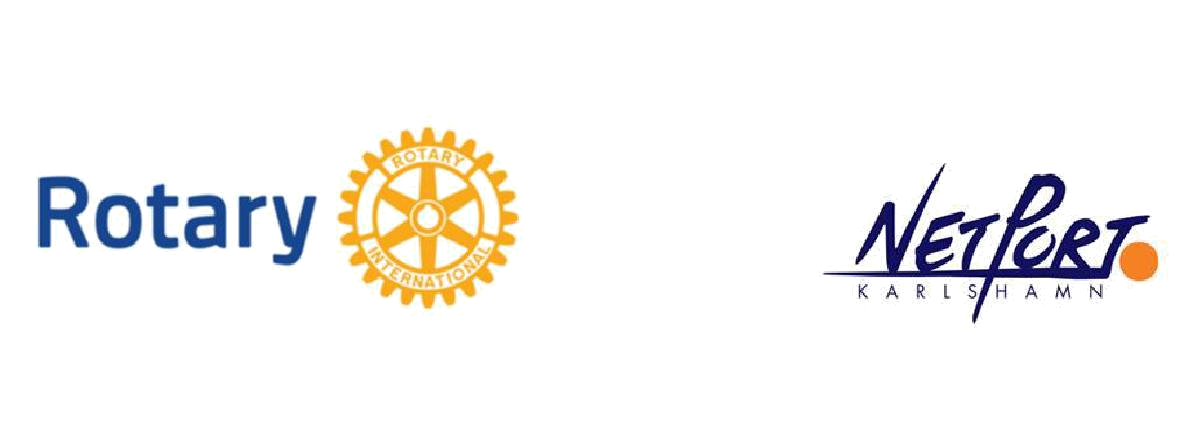 Rotary
ROTARY
INTERNATIONAL
NETPORT
KARLSHAMN